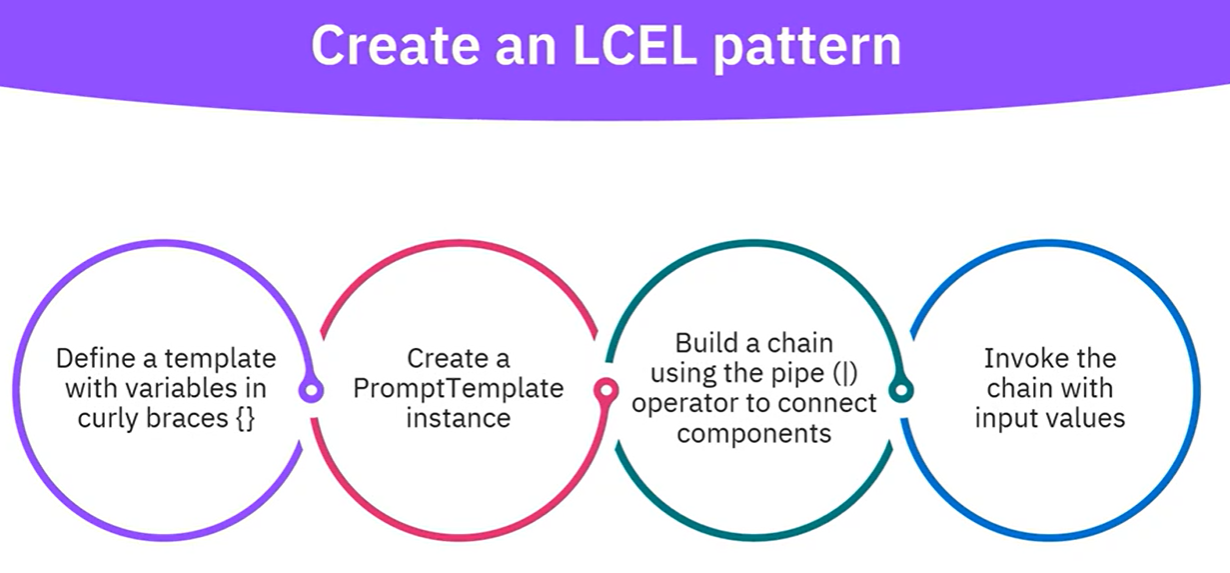 Create an LCEL pattern
Define a template
with variables in
curly braces {}
Create a
PromptTemplate
instance
Build a chain
using the pipe (|)
operator to connect
components
Invoke the
chain with
input values